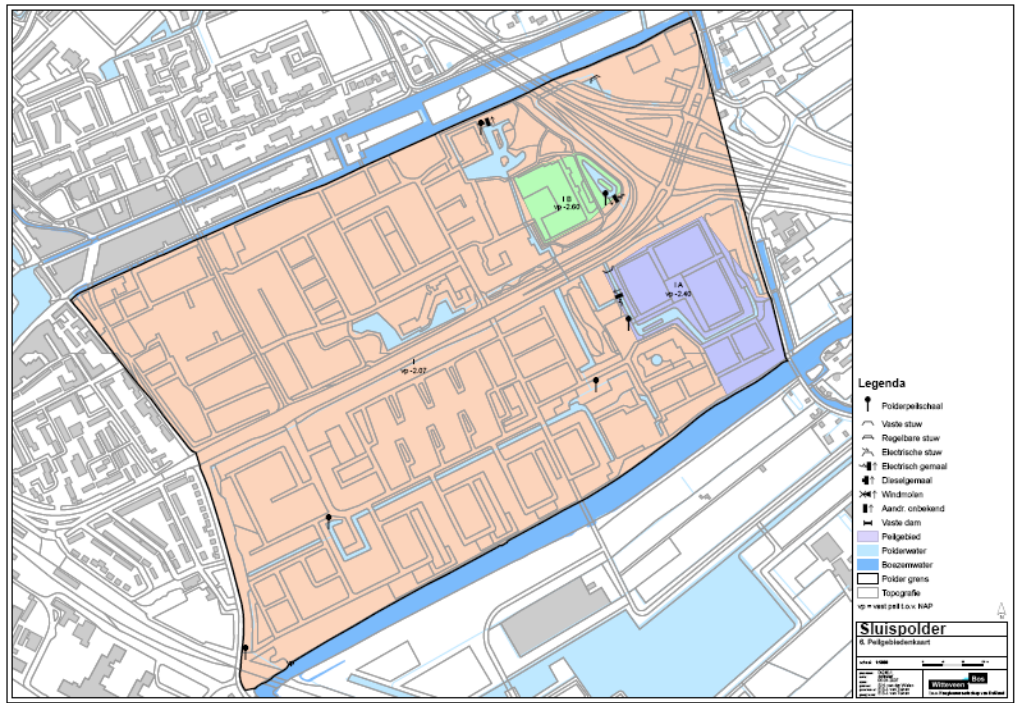 I B
vp -2.60
I A
vp -2.40
I
vp -2.07
Legenda
Polderpeilschaal
Vaste stuw
Regelbare stuw
Electrische stuw
Electrisch gemaal
Dieselgemaal
Windmolen
Aandr. onbekend
Vaste dam
Peilgebied
Polderwater
Boezemwater
Polder grens
Topografie
vp = vast peil t.o.v. NAP
Sluispolder
6. Peilgebiedenkaart
Witteveen Bos